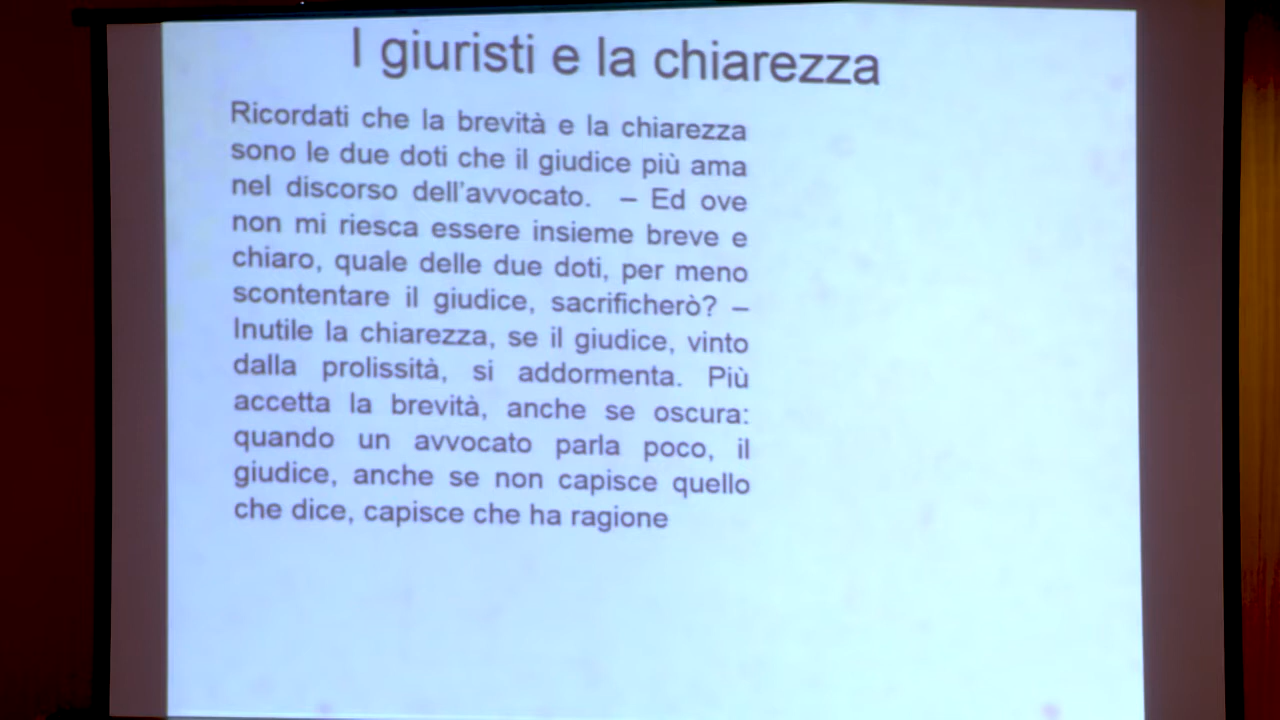 I giuristi e la chiarezza
Ricordati che la brevità e la chiarezza
sono le due doti che il giudice più ama
nel discorso dell'avvocato. – Ed ove
non mi riesca essere insieme breve e
chiaro, quale delle due doti, per meno
scontentare il giudice, sacrificherò? –
Inutile la chiarezza, se il giudice, vinto
dalla prolissità, si addormenta. Più
accetta la brevità, anche se oscura:
quando un avvocato parla poco, il
giudice, anche se non capisce quello
che dice, capisce che ha ragione